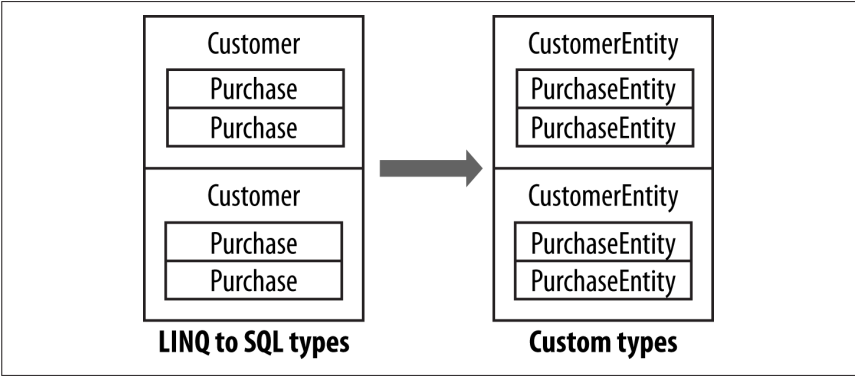 Customer
Purchase
Purchase
Customer
Purchase
Purchase
LINQ to SQL types
CustomerEntity
PurchaseEntity
PurchaseEntity
CustomerEntity
PurchaseEntity
PurchaseEntity
Custom types